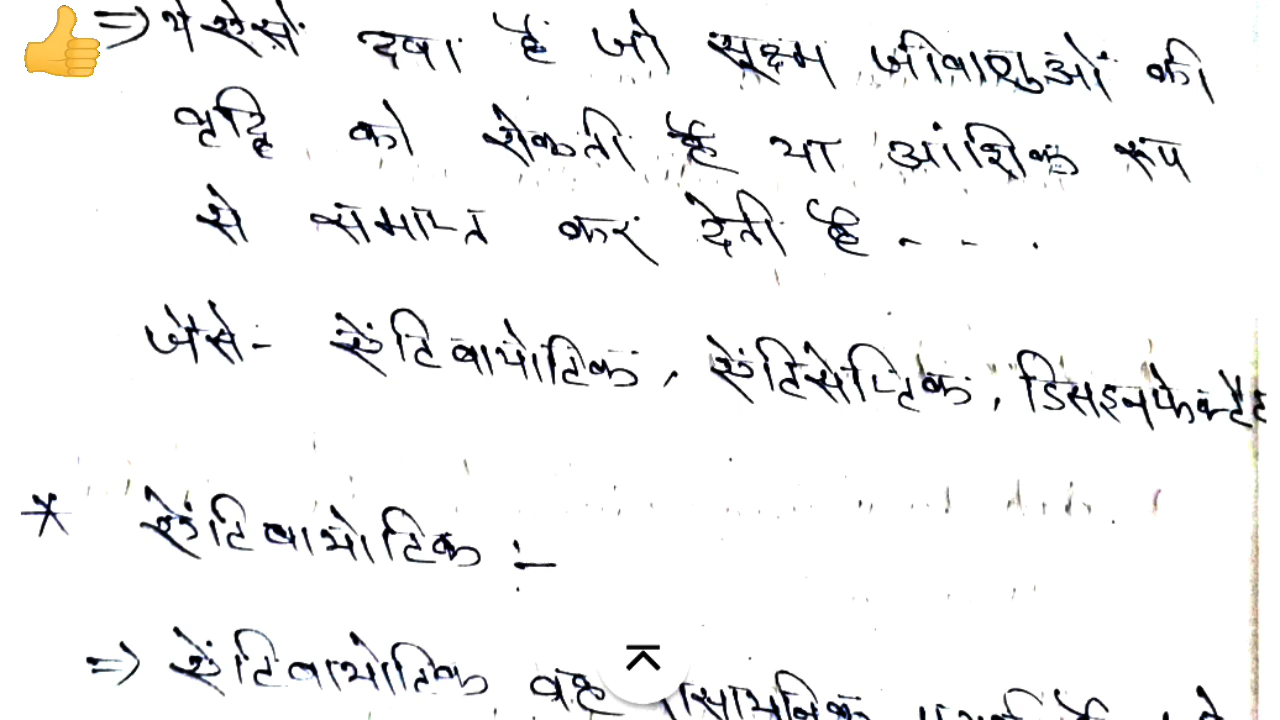 ⇒ ये ऐसी दवा हैं जो सूक्ष्म जीवाणुओं की
वृद्धि को रोकती है या आंशिक रूप
से समाप्त कर देती है - - .
जैसे- ऐंटिबायोटिक, ऐंटिसेप्टिक, डिसइनफेक्टेंट
* ऐंटिबायोटिक :-
⇒ ऐंटिबायोटिक वह